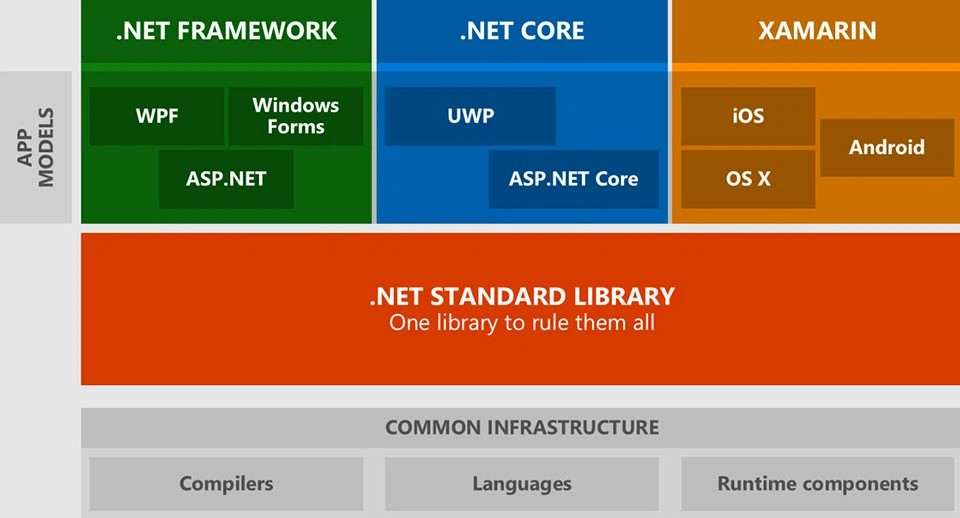 .NET FRAMEWORK
.NET CORE
XAMARIN
APP
MODELS
WPF
Windows
Forms
ASP.NET
UWP
ASP.NET Core
iOS
Android
OS X
.NET STANDARD LIBRARY
One library to rule them all
COMMON INFRASTRUCTURE
Compilers
Languages
Runtime components